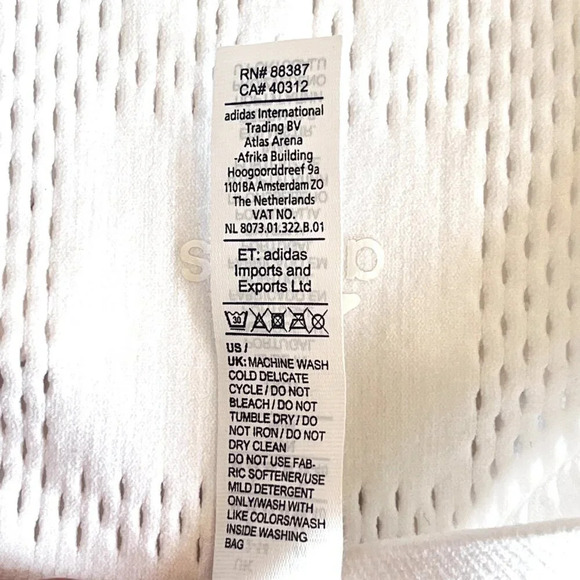 RN# 88387
CA# 40312
adidas International
Trading BV
Atlas Arena
-Afrika Building
Hoogoorddreef 9a
1101BA Amsterdam ZO
The Netherlands
VAT NO.
NL 8073.01.322.B.01
ET: adidas
Imports and
Exports Ltd
30
US /
UK: MACHINE WASH
COLD DELICATE
CYCLE / DO NOT
BLEACH / DO NOT
TUMBLE DRY / DO
NOT IRON / DO NOT
DRY CLEAN
DO NOT USE FAB-
RIC SOFTENER/USE
MILD DETERGENT
ONLY/WASH WITH
LIKE COLORS/WASH
INSIDE WASHING
BAG